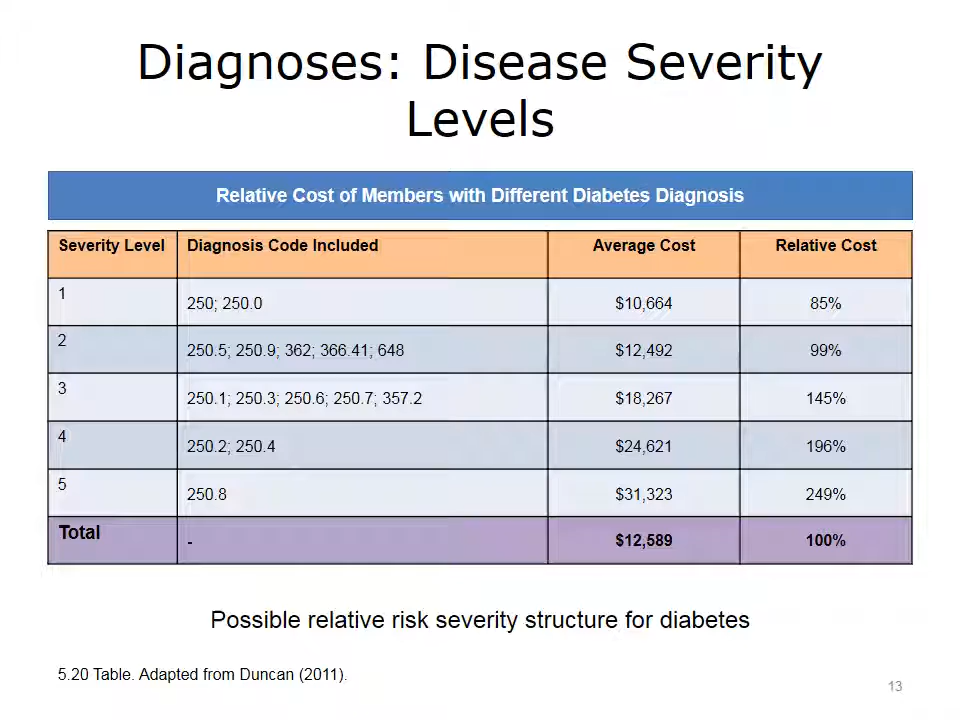 Diagnoses: Disease Severity
Levels
Relative Cost of Members with Different Diabetes Diagnosis
Severity Level Diagnosis Code Included Average Cost Relative Cost
1 250; 250.0 $10,664 85%
2 250.5; 250.9; 362; 366.41; 648 $12,492 99%
3 250.1; 250.3; 250.6; 250.7; 357.2 $18,267 145%
4 250.2; 250.4 $24,621 196%
5 250.8 $31,323 249%
Total - $12,589 100%
Possible relative risk severity structure for diabetes
5.20 Table. Adapted from Duncan (2011).
13